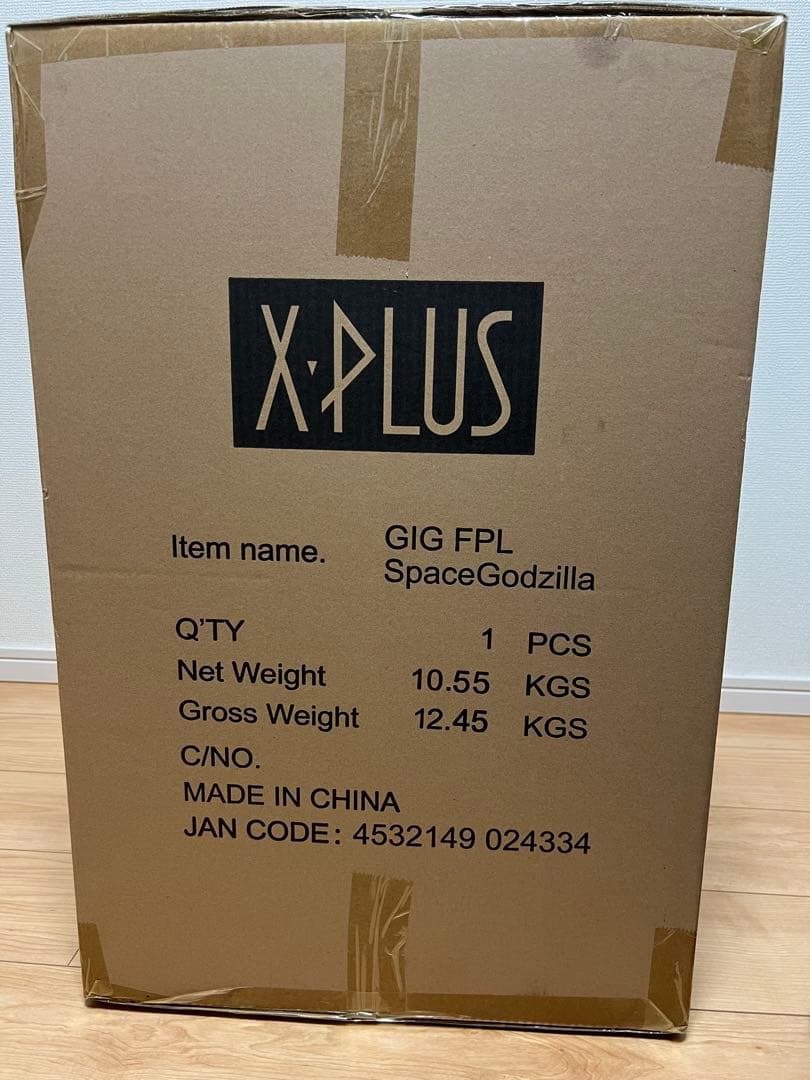 X·PLUS
Item name. GIG FPL
SpaceGodzilla
Q'TY 1 PCS
Net Weight 10.55 KGS
Gross Weight 12.45 KGS
C/NO.
MADE IN CHINA
JAN CODE: 4532149 024334